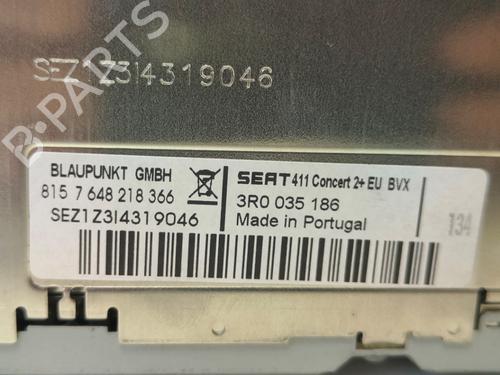 SEZ1Z3I4319046
B-PARTS
BLAUPUNKT GMBH
815 7 648 218 366
SEZ1Z3I4319046
SEAT 411 Concert 2+ EU BVX
3R0 035 186
Made in Portugal
134